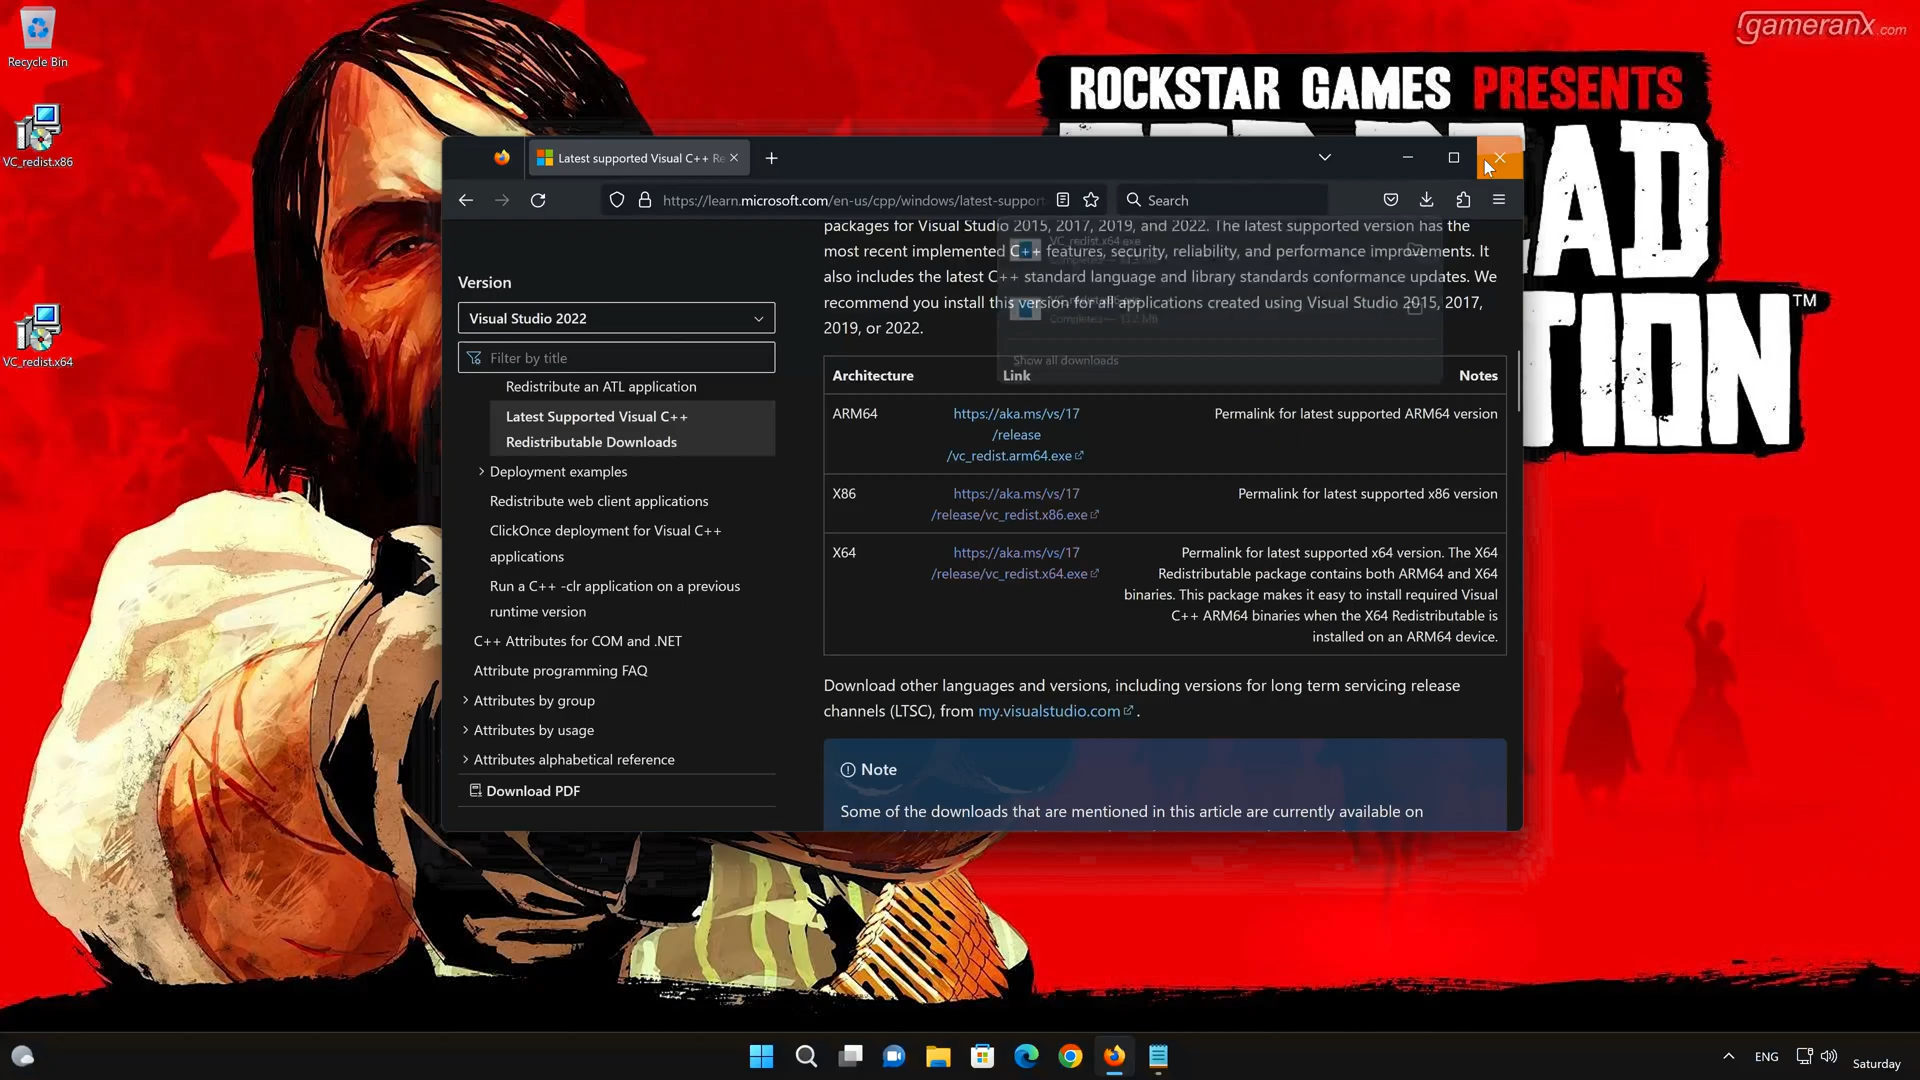 gameranx.com
Recycle Bin
VC_redist.x86
VC_redist.x64
ROCKSTAR GAMES PRESENTS
TM
Latest supported Visual C++ Re
https://learn.microsoft.com/en-us/cpp/windows/latest-support
Search
Version
Visual Studio 2022
Filter by title
Redistribute an ATL application
Latest Supported Visual C++
Redistributable Downloads
Deployment examples
Redistribute web client applications
ClickOnce deployment for Visual C++
applications
Run a C++ -clr application on a previous
runtime version
C++ Attributes for COM and .NET
Attribute programming FAQ
Attributes by group
Attributes by usage
Attributes alphabetical reference
Download PDF
packages for Visual Studio 2015, 2017, 2019, and 2022. The latest supported version has the
most recent implemented C++ features, security, reliability, and performance improvements. It
also includes the latest C++ standard language and library standards conformance updates. We
recommend you install this version for all applications created using Visual Studio 2015, 2017,
2019, or 2022.
VC_redist.x64.exe
Show all downloads
Architecture Link Notes
ARM64 https://aka.ms/vs/17 Permalink for latest supported ARM64 version
/release
/vc_redist.arm64.exe
X86 https://aka.ms/vs/17 Permalink for latest supported x86 version
/release/vc_redist.x86.exe
X64 https://aka.ms/vs/17 Permalink for latest supported x64 version. The X64
/release/vc_redist.x64.exe Redistributable package contains both ARM64 and X64
binaries. This package makes it easy to install required Visual
C++ ARM64 binaries when the X64 Redistributable is
installed on an ARM64 device.
Download other languages and versions, including versions for long term servicing release
channels (LTSC), from my.visualstudio.com.
Note
Some of the downloads that are mentioned in this article are currently available on
ENG
Saturday